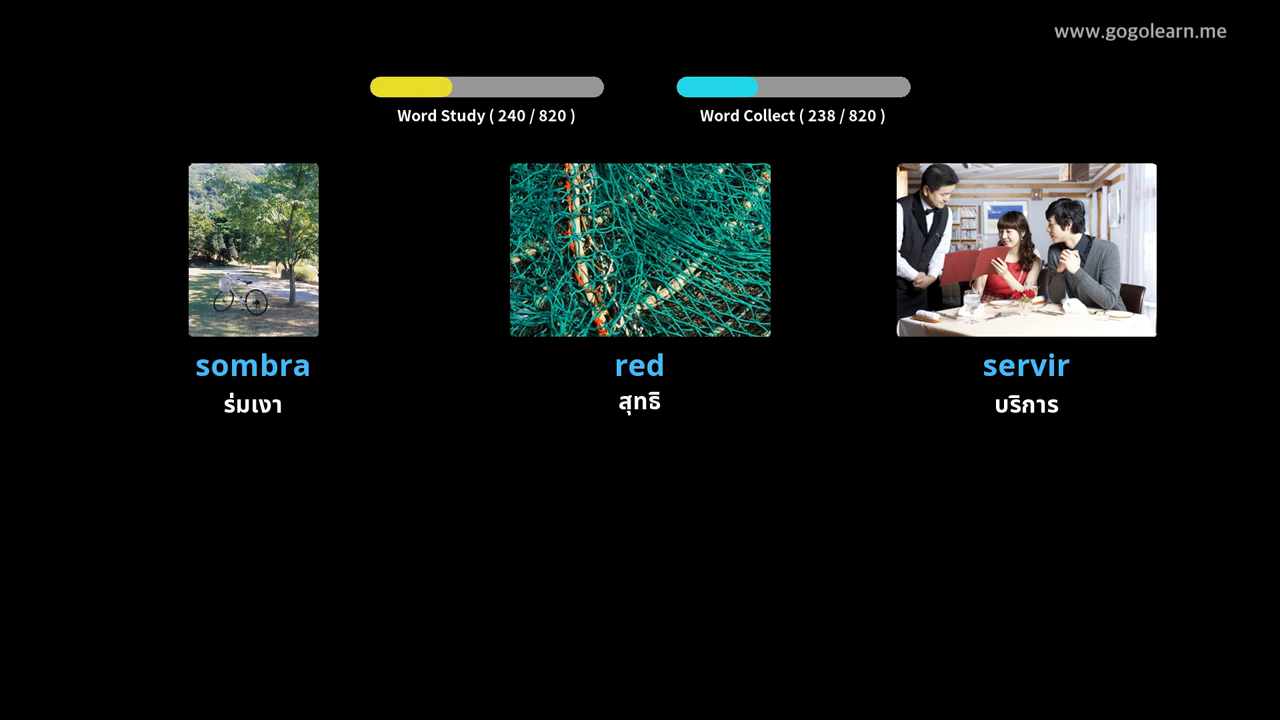 www.gogolearn.me
Word Study ( 240 / 820 )
Word Collect ( 238 / 820 )
sombra
red
servir
ร่มเงา
สุทธิ
บริการ